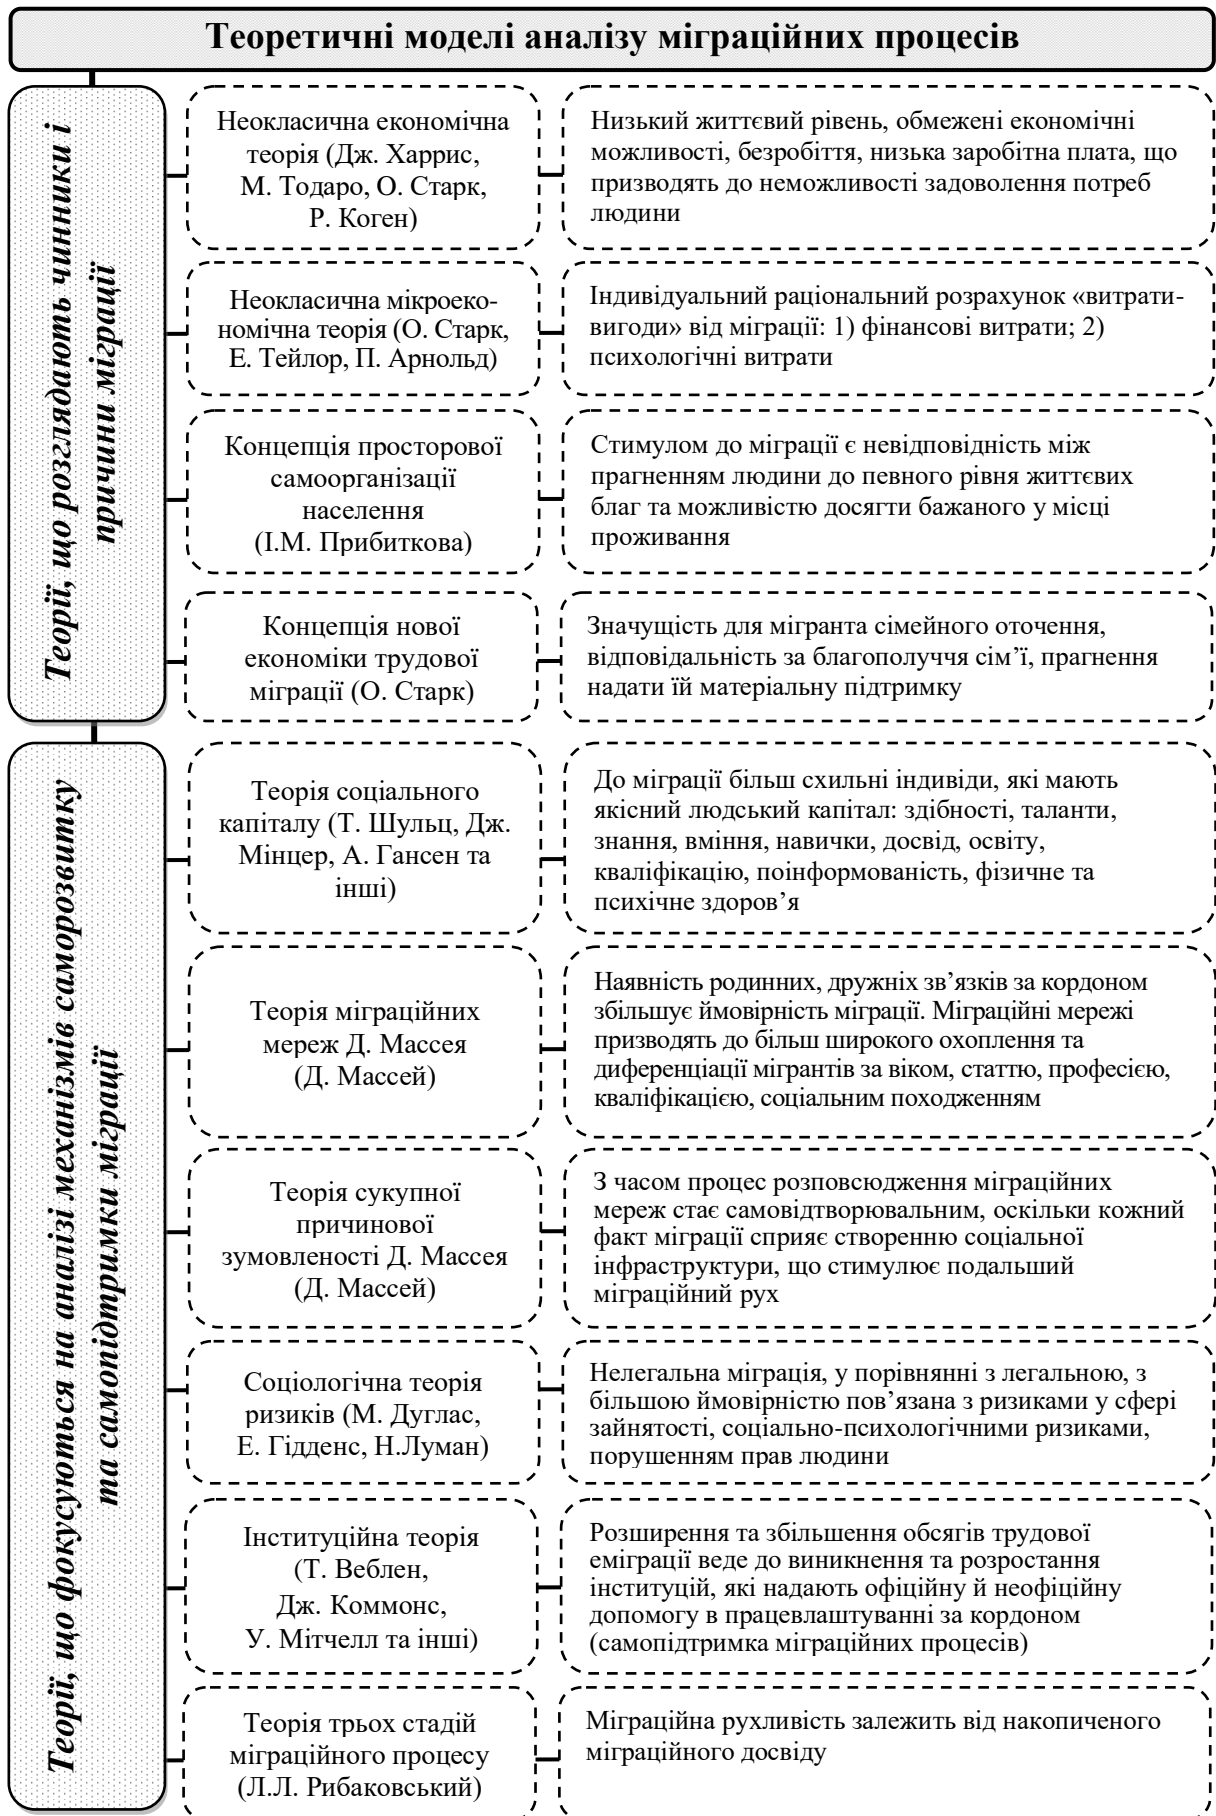 Теоретичні моделі аналізу міграційних процесів
Теорії, що розглядають чинники і
причини міграції
Неокласична економічна
теорія (Дж. Харрис,
М. Тодаро, О. Старк,
Р. Коген)
Низький життєвий рівень, обмежені економічні
можливості, безробіття, низька заробітна плата, що
призводять до неможливості задоволення потреб
людини
Неокласична мікроеко-
номічна теорія (О. Старк,
Е. Тейлор, П. Арнольд)
Індивідуальний раціональний розрахунок «витрати-
вигоди» від міграції: 1) фінансові витрати; 2)
психологічні витрати
Концепція просторової
самоорганізації
населення
(І.М. Прибиткова)
Стимулом до міграції є невідповідність між
прагненням людини до певного рівня життєвих
благ та можливістю досягти бажаного у місці
проживання
Концепція нової
економіки трудової
міграції (О. Старк)
Значущість для мігранта сімейного оточення,
відповідальність за благополуччя сім’ї, прагнення
надати їй матеріальну підтримку
Теорії, що фокусуються на аналізі механізмів саморозвитку
та самопідтримки міграції
Теорія соціального
капіталу (Т. Шульц, Дж.
Мінцер, А. Гансен та
інші)
До міграції більш схильні індивіди, які мають
якісний людський капітал: здібності, таланти,
знання, вміння, навички, досвід, освіту,
кваліфікацію, поінформованість, фізичне та
психічне здоров’я
Теорія міграційних
мереж Д. Массея
(Д. Массей)
Наявність родинних, дружніх зв’язків за кордоном
збільшує ймовірність міграції. Міграційні мережі
призводять до більш широкого охоплення та
диференціації мігрантів за віком, статтю, професією,
кваліфікацією, соціальним походженням
Теорія сукупної
причинової
зумовленості Д. Массея
(Д. Массей)
З часом процес розповсюдження міграційних
мереж стає самовідтворювальним, оскільки кожний
факт міграції сприяє створенню соціальної
інфраструктури, що стимулює подальший
міграційний рух
Соціологічна теорія
ризиків (М. Дуглас,
Е. Гідденс, Н.Луман)
Нелегальна міграція, у порівнянні з легальною, з
більшою ймовірністю пов’язана з ризиками у сфері
зайнятості, соціально-психологічними ризиками,
порушенням прав людини
Інституційна теорія
(Т. Веблен,
Дж. Коммонс,
У. Мітчелл та інші)
Розширення та збільшення обсягів трудової
еміграції веде до виникнення та розростання
інституцій, які надають офіційну й неофіційну
допомогу в працевлаштуванні за кордоном
(самопідтримка міграційних процесів)
Теорія трьох стадій
міграційного процесу
(Л.Л. Рибаковський)
Міграційна рухливість залежить від накопиченого
міграційного досвіду